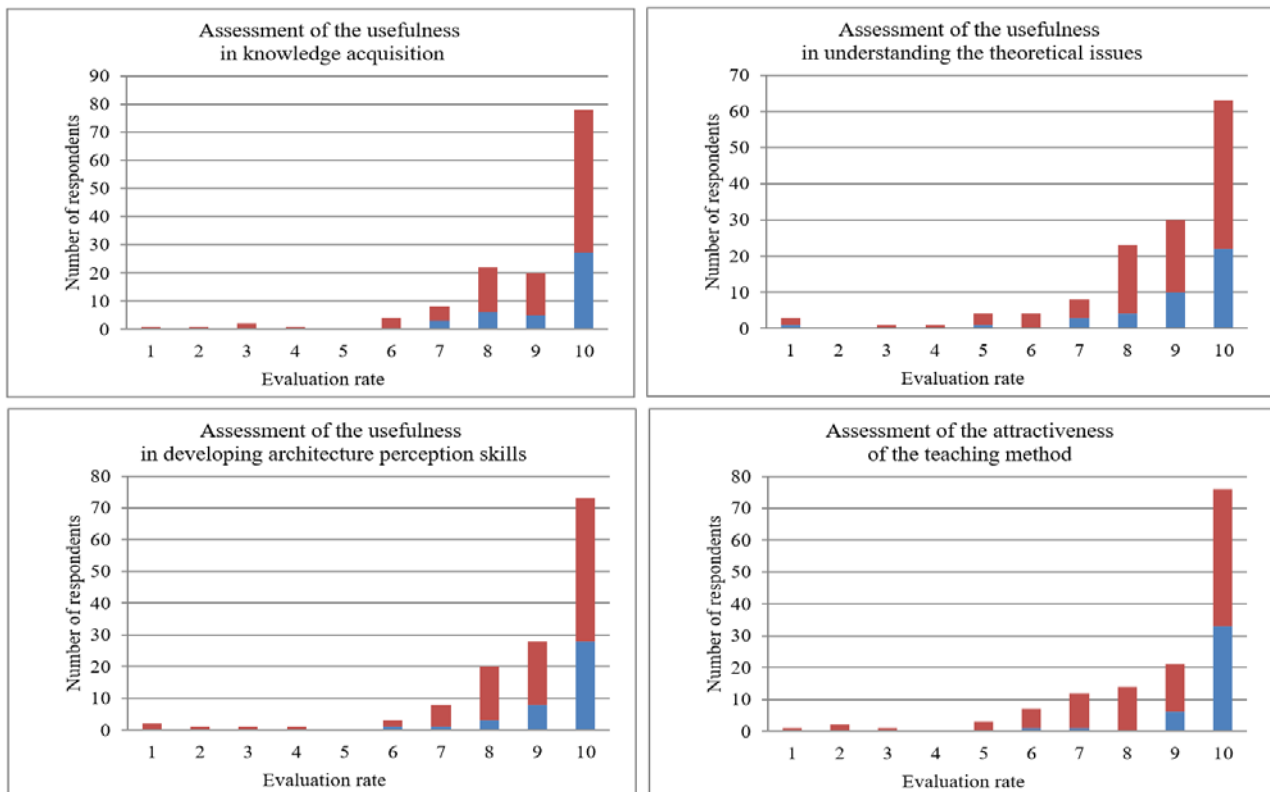 Assessment of the usefulness
in knowledge acquisition
Number of respondents
90
80
70
60
50
40
30
20
10
0
1 2 3 4 5 6 7 8 9 10
Evaluation rate
Assessment of the usefulness
in understanding the theoretical issues
Number of respondents
70
60
50
40
30
20
10
0
1 2 3 4 5 6 7 8 9 10
Evaluation rate
Assessment of the usefulness
in developing architecture perception skills
Number of respondents
80
70
60
50
40
30
20
10
0
1 2 3 4 5 6 7 8 9 10
Evaluation rate
Assessment of the attractiveness
of the teaching method
Number of respondents
80
70
60
50
40
30
20
10
0
1 2 3 4 5 6 7 8 9 10
Evaluation rate